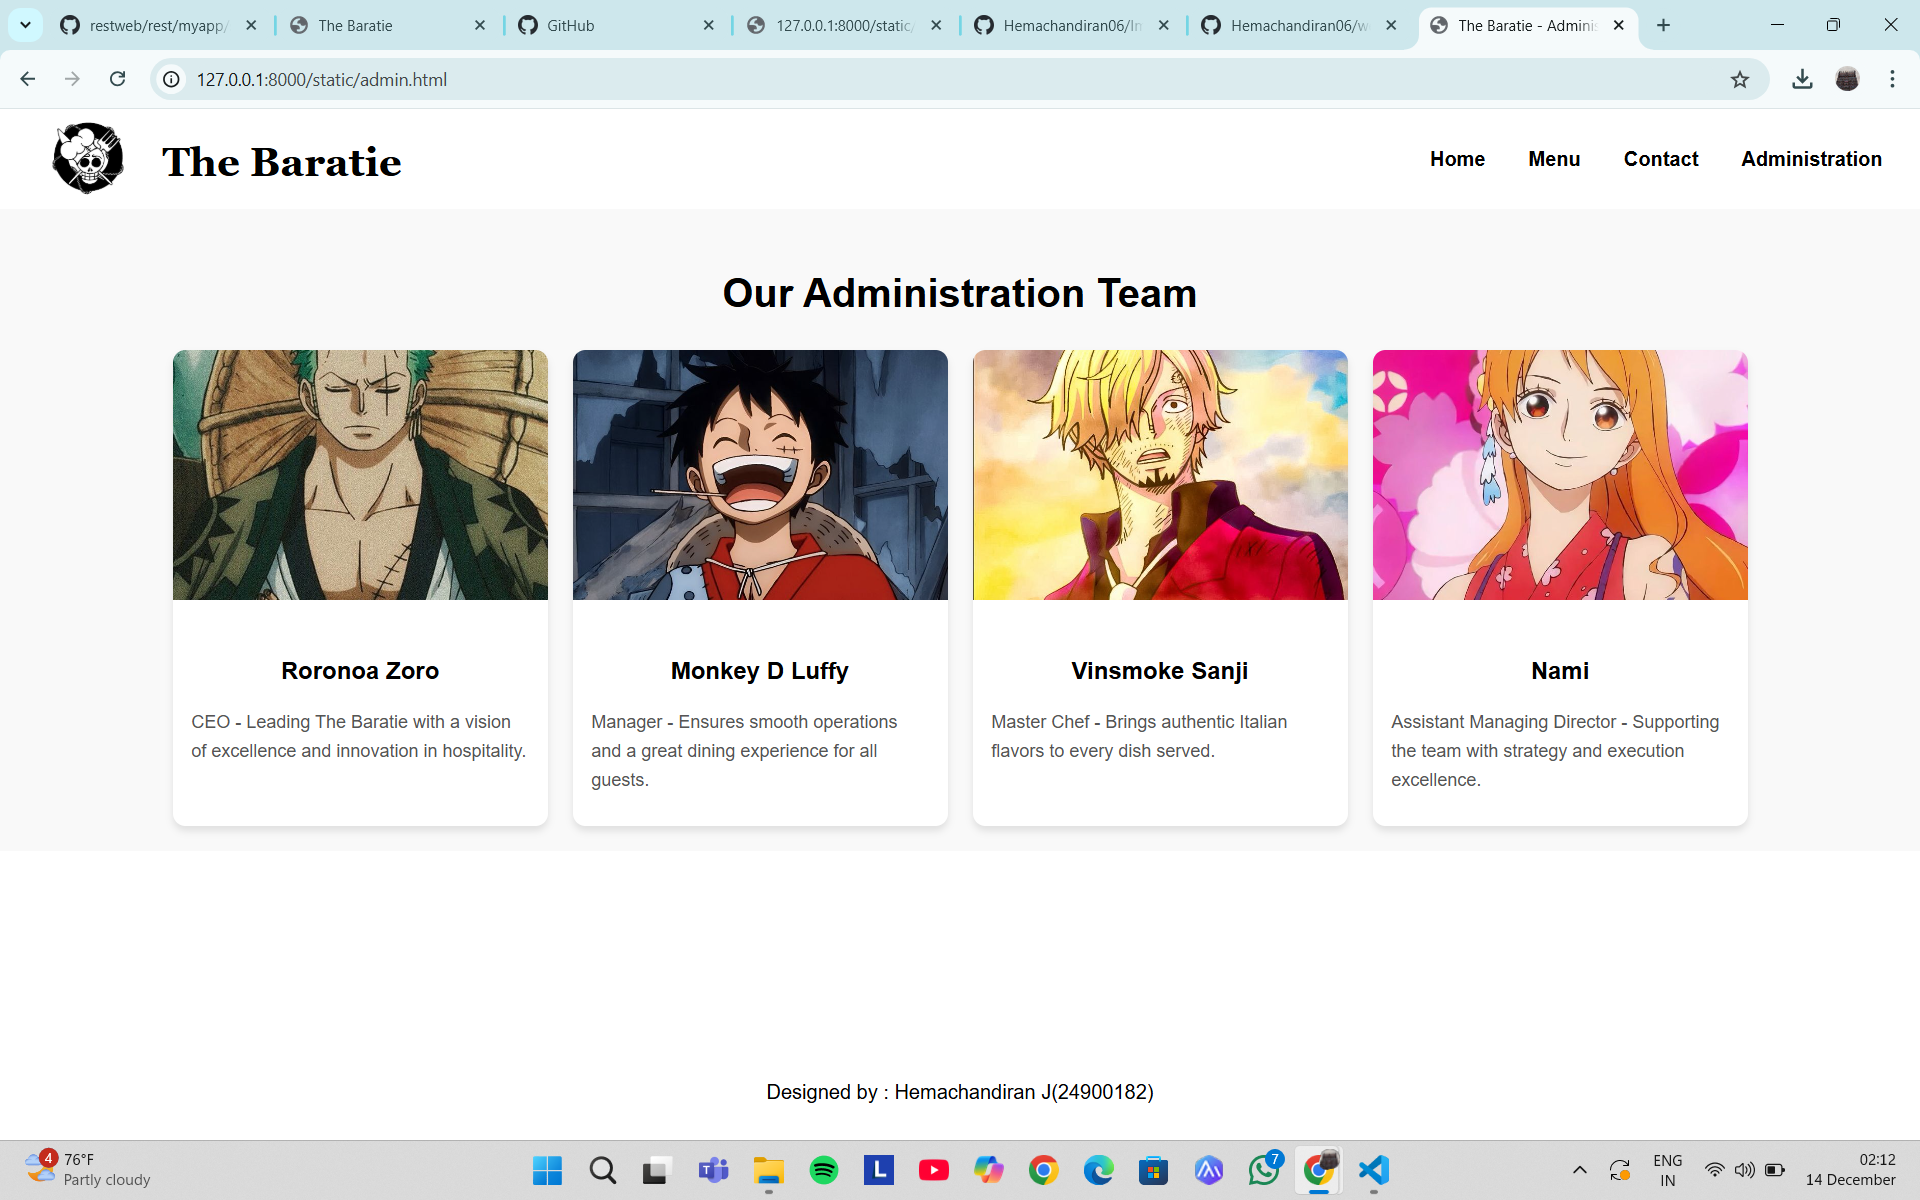 restweb/rest/myapp/
The Baratie
GitHub
127.0.0.1:8000/static/
Hemachandiran06/Im
Hemachandiran06/w
The Baratie - Adminis
127.0.0.1:8000/static/admin.html
The Baratie
Home
Menu
Contact
Administration
Our Administration Team
Roronoa Zoro
CEO - Leading The Baratie with a vision
of excellence and innovation in hospitality.
Monkey D Luffy
Manager - Ensures smooth operations
and a great dining experience for all
guests.
Vinsmoke Sanji
Master Chef - Brings authentic Italian
flavors to every dish served.
Nami
Assistant Managing Director - Supporting
the team with strategy and execution
excellence.
Designed by : Hemachandiran J(24900182)
4
76°F
Partly cloudy
L
7
ENG
IN
02:12
14 December